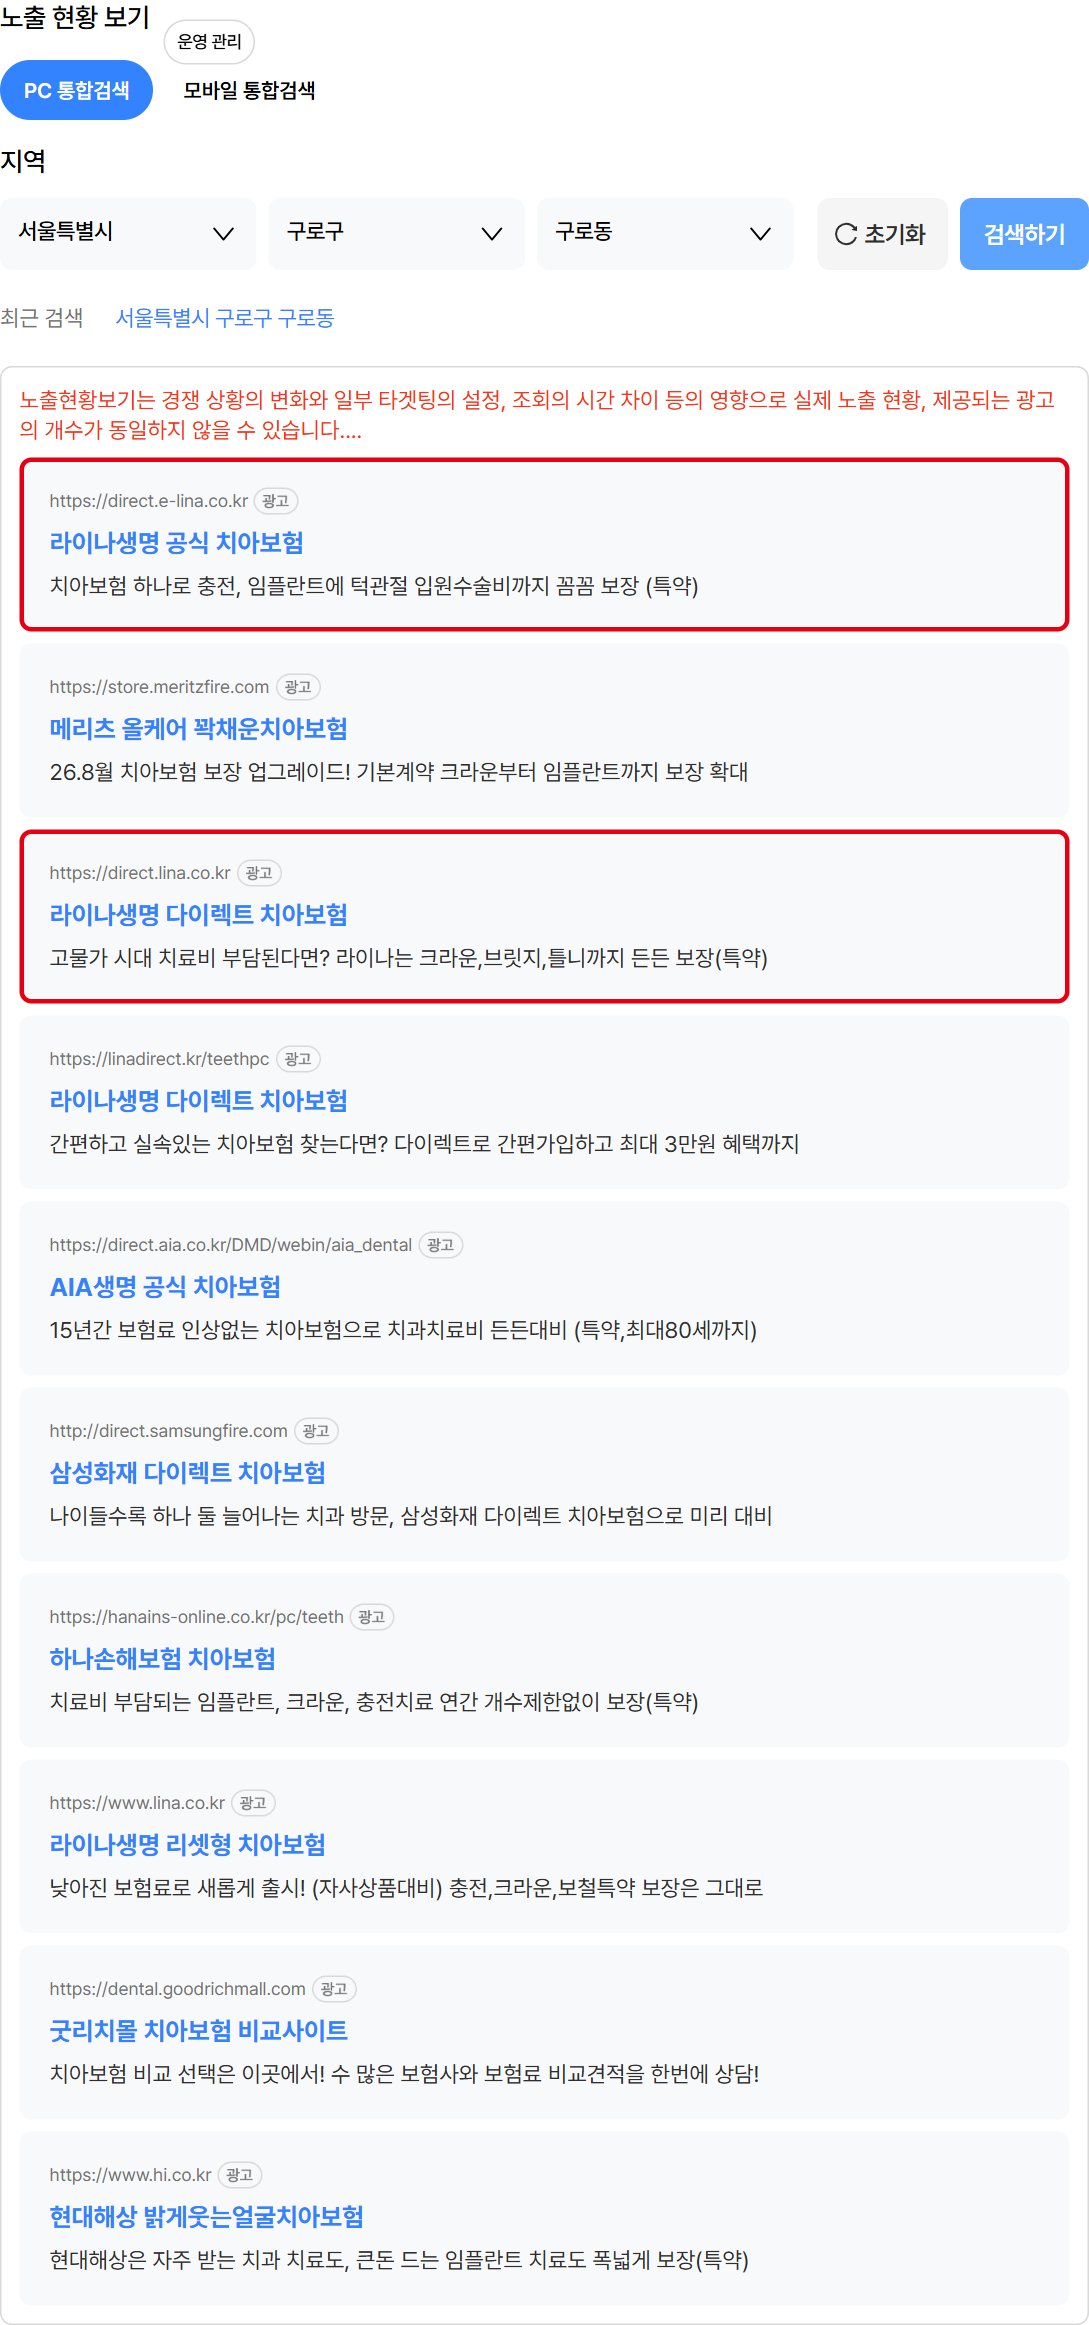 노출 현황 보기
운영 관리
PC 통합검색
모바일 통합검색
지역
서울특별시
구로구
구로동
초기화
검색하기
최근 검색
서울특별시 구로구 구로동
노출현황보기는 경쟁 상황의 변화와 일부 타겟팅의 설정, 조회의 시간 차이 등의 영향으로 실제 노출 현황, 제공되는 광고
의 개수가 동일하지 않을 수 있습니다....
https://direct.e-lina.co.kr 광고
라이나생명 공식 치아보험
치아보험 하나로 충전, 임플란트에 턱관절 입원수술비까지 꼼꼼 보장 (특약)
https://store.meritzfire.com 광고
메리츠 올케어 꽉채운치아보험
26.8월 치아보험 보장 업그레이드! 기본계약 크라운부터 임플란트까지 보장 확대
https://direct.lina.co.kr 광고
라이나생명 다이렉트 치아보험
고물가 시대 치료비 부담된다면? 라이나는 크라운,브릿지,틀니까지 든든 보장(특약)
https://linadirect.kr/teethpc 광고
라이나생명 다이렉트 치아보험
간편하고 실속있는 치아보험 찾는다면? 다이렉트로 간편가입하고 최대 3만원 혜택까지
https://direct.aia.co.kr/DMD/webin/aia_dental 광고
AIA생명 공식 치아보험
15년간 보험료 인상없는 치아보험으로 치과치료비 든든대비 (특약,최대80세까지)
http://direct.samsungfire.com 광고
삼성화재 다이렉트 치아보험
나이들수록 하나 둘 늘어나는 치과 방문, 삼성화재 다이렉트 치아보험으로 미리 대비
https://hanains-online.co.kr/pc/teeth 광고
하나손해보험 치아보험
치료비 부담되는 임플란트, 크라운, 충전치료 연간 개수제한없이 보장(특약)
https://www.lina.co.kr 광고
라이나생명 리셋형 치아보험
낮아진 보험료로 새롭게 출시! (자사상품대비) 충전,크라운,보철특약 보장은 그대로
https://dental.goodrichmall.com 광고
굿리치몰 치아보험 비교사이트
치아보험 비교 선택은 이곳에서! 수 많은 보험사와 보험료 비교견적을 한번에 상담!
https://www.hi.co.kr 광고
현대해상 밝게웃는얼굴치아보험
현대해상은 자주 받는 치과 치료도, 큰돈 드는 임플란트 치료도 폭넓게 보장(특약)